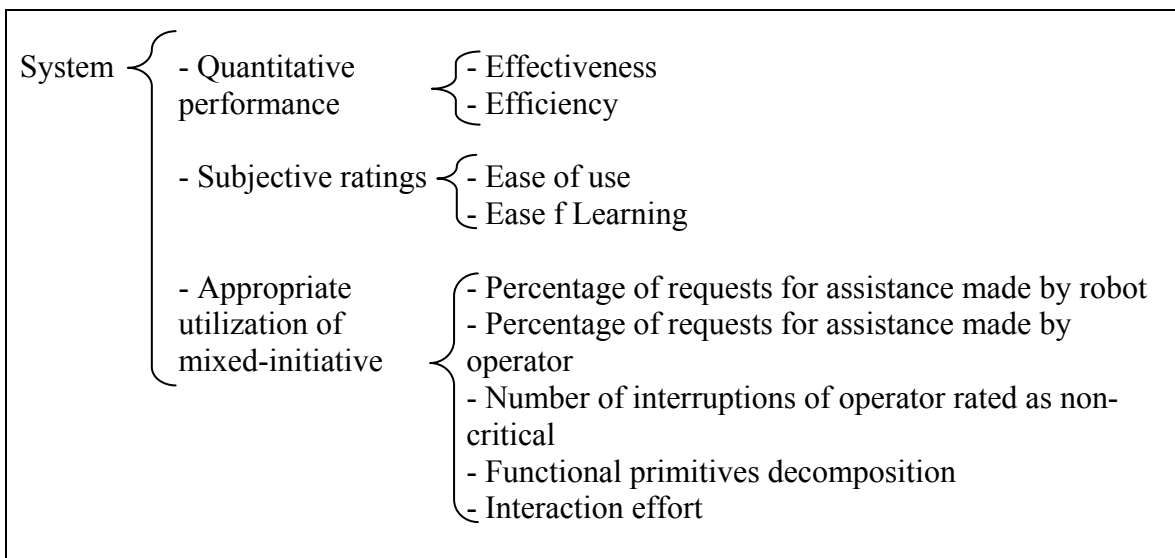 System
- Quantitative
performance
- Effectiveness
- Efficiency
- Subjective ratings
- Ease of use
- Ease f Learning
- Appropriate
utilization of
mixed-initiative
- Percentage of requests for assistance made by robot
- Percentage of requests for assistance made by
operator
- Number of interruptions of operator rated as non-
critical
- Functional primitives decomposition
- Interaction effort